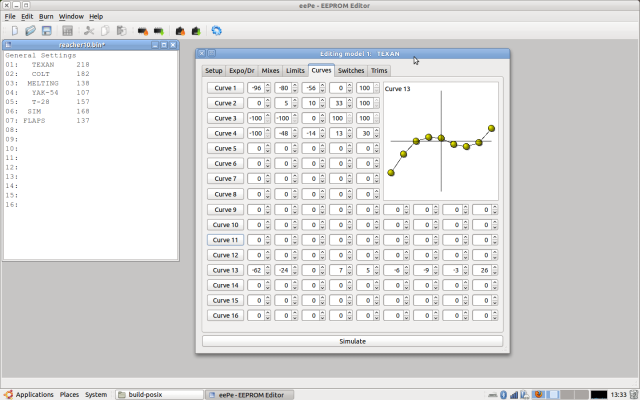 eePe - EEPROM Editor
File Edit Burn Window Help
reacher10.bin*
General Settings
01: TEXAN 218
02: COLT 182
03: MELTING 138
04: YAK-54 107
05: T-28 157
06: SIM 168
07: FLAPS 137
08:
09:
10:
11:
12:
13:
14:
15:
16:
Editing model 1: TEXAN
Setup Expo/Dr Mixes Limits Curves Switches Trims
Curve 1 -96 -80 -56 0 100
Curve 2 0 5 10 33 100
Curve 3 -100 -100 0 100 100
Curve 4 -100 -48 -14 13 30
Curve 5 0 0 0 0 0
Curve 6 0 0 0 0 0
Curve 7 0 0 0 0 0
Curve 8 0 0 0 0 0
Curve 13
Curve 9 0 0 0 0 0 0 0 0 0
Curve 10 0 0 0 0 0 0 0 0 0
Curve 11 0 0 0 0 0 0 0 0 0
Curve 12 0 0 0 0 0 0 0 0 0
Curve 13 -62 -24 0 7 5 -6 -9 -3 26
Curve 14 0 0 0 0 0 0 0 0 0
Curve 15 0 0 0 0 0 0 0 0 0
Curve 16 0 0 0 0 0 0 0 0 0
Simulate
Applications Places System build-posix eePe - EEPROM Editor 13:33